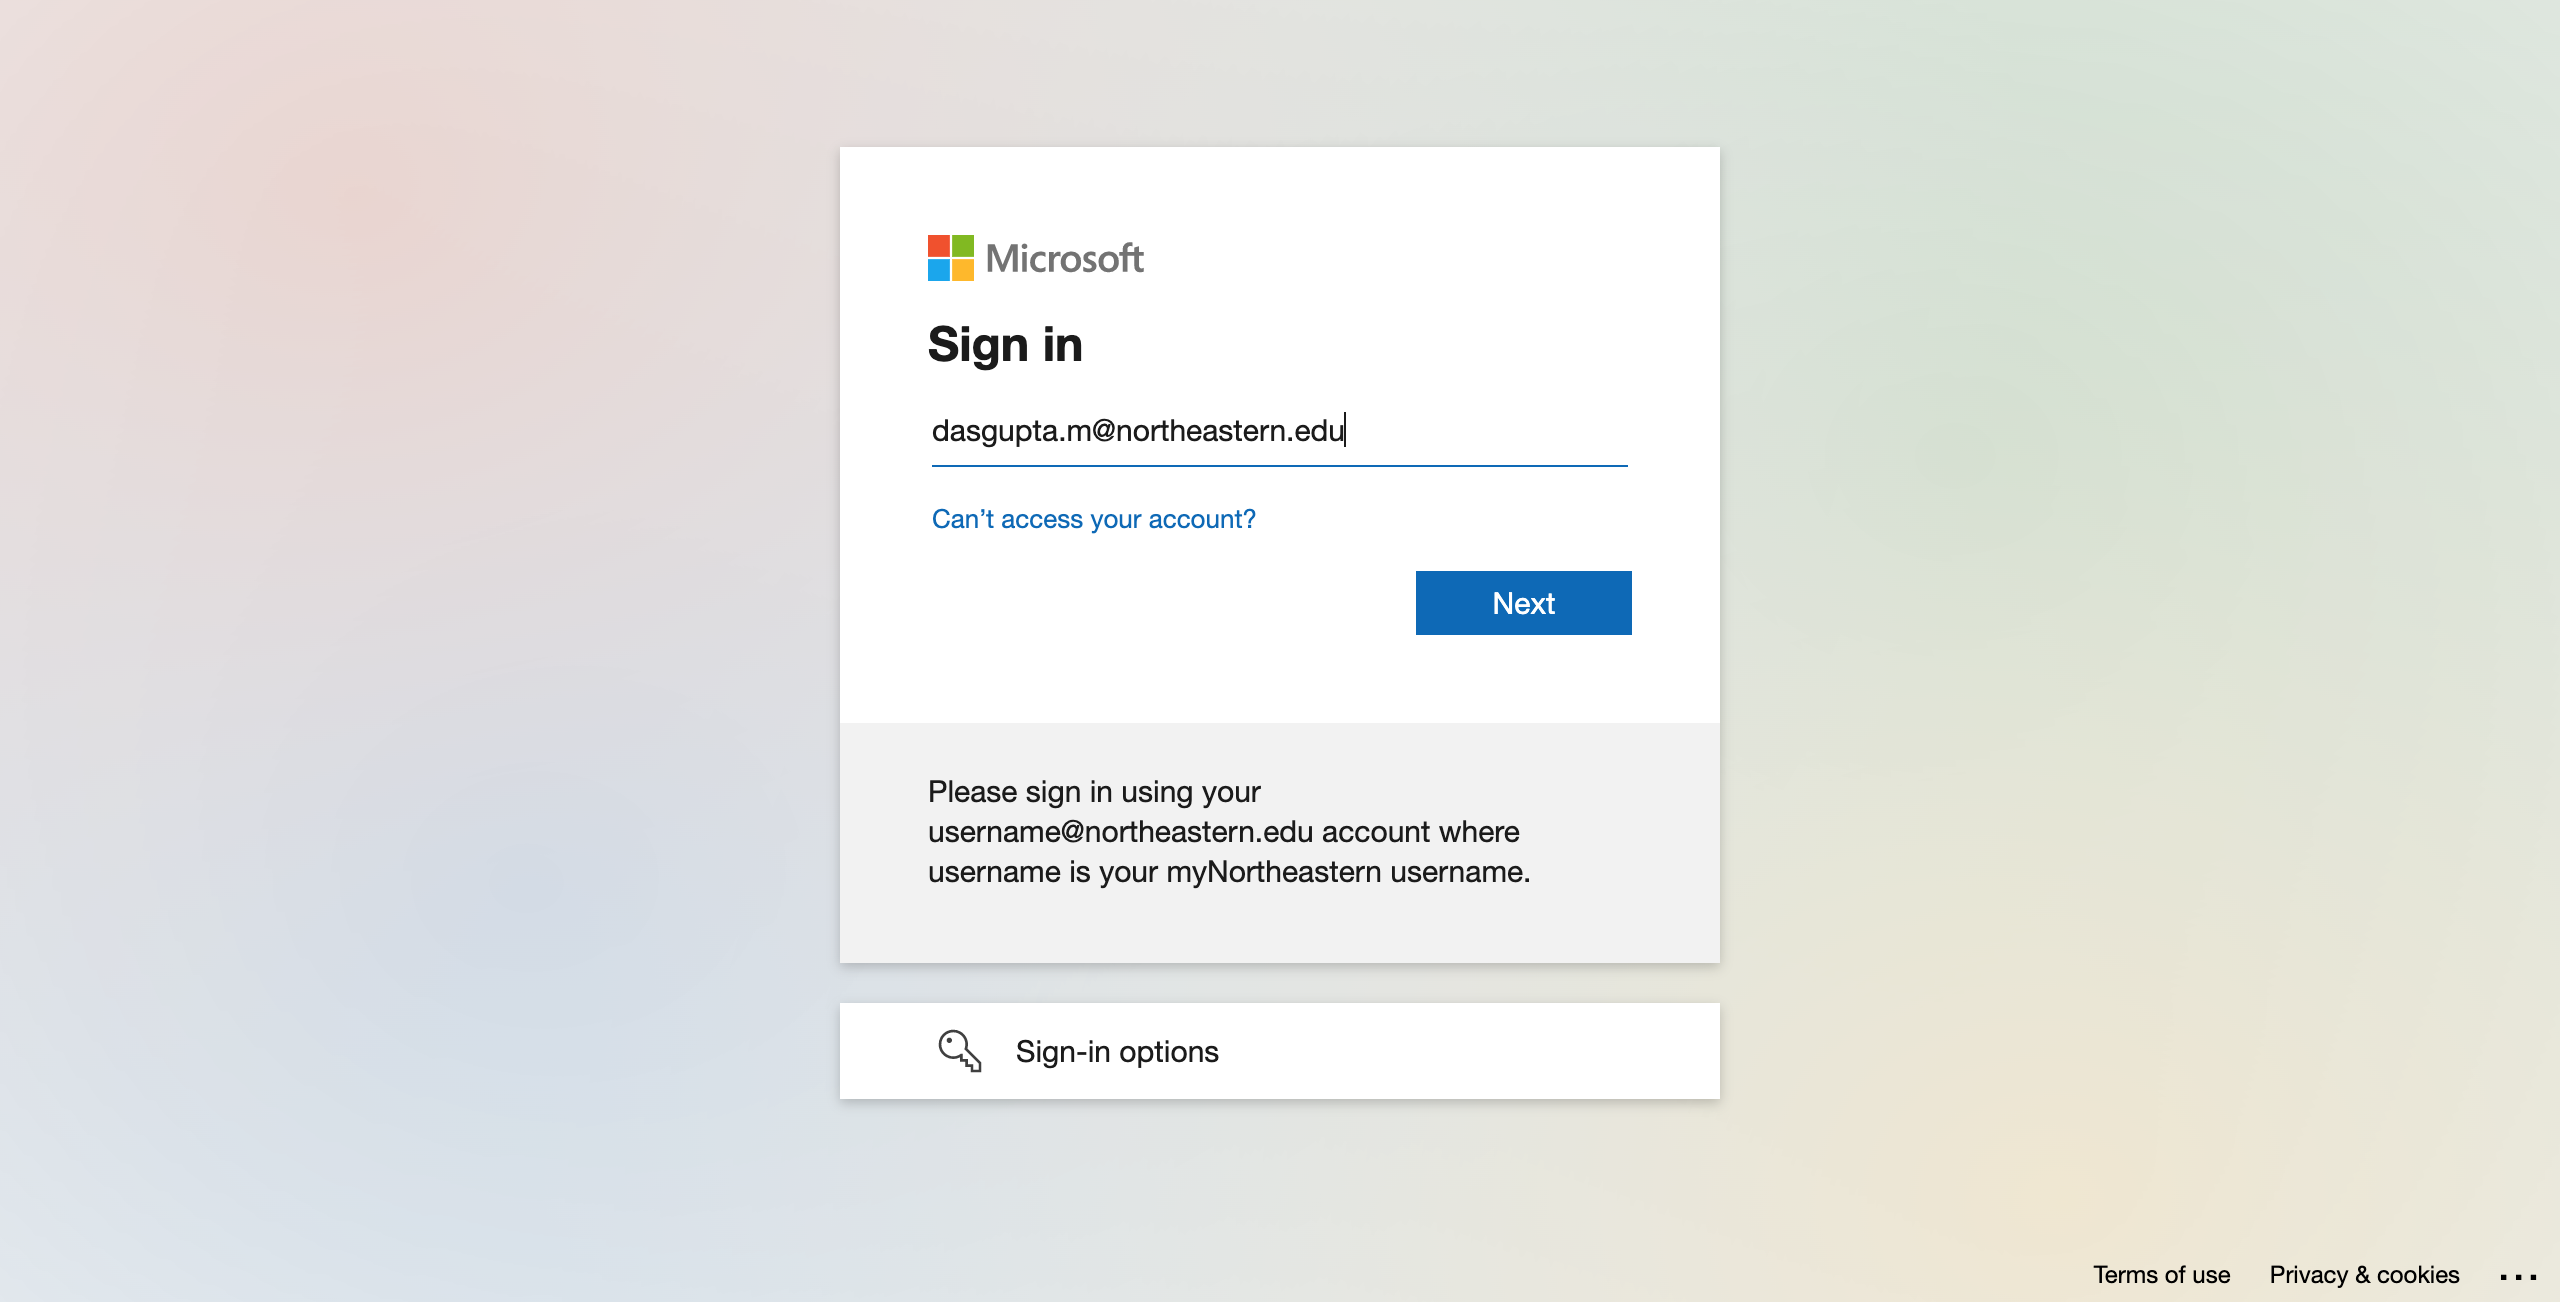 Microsoft
Sign in
dasgupta.m@northeastern.edu
Can’t access your account?
Next
Please sign in using your
username@northeastern.edu account where
username is your myNortheastern username.
Sign-in options
Terms of use Privacy & cookies ...